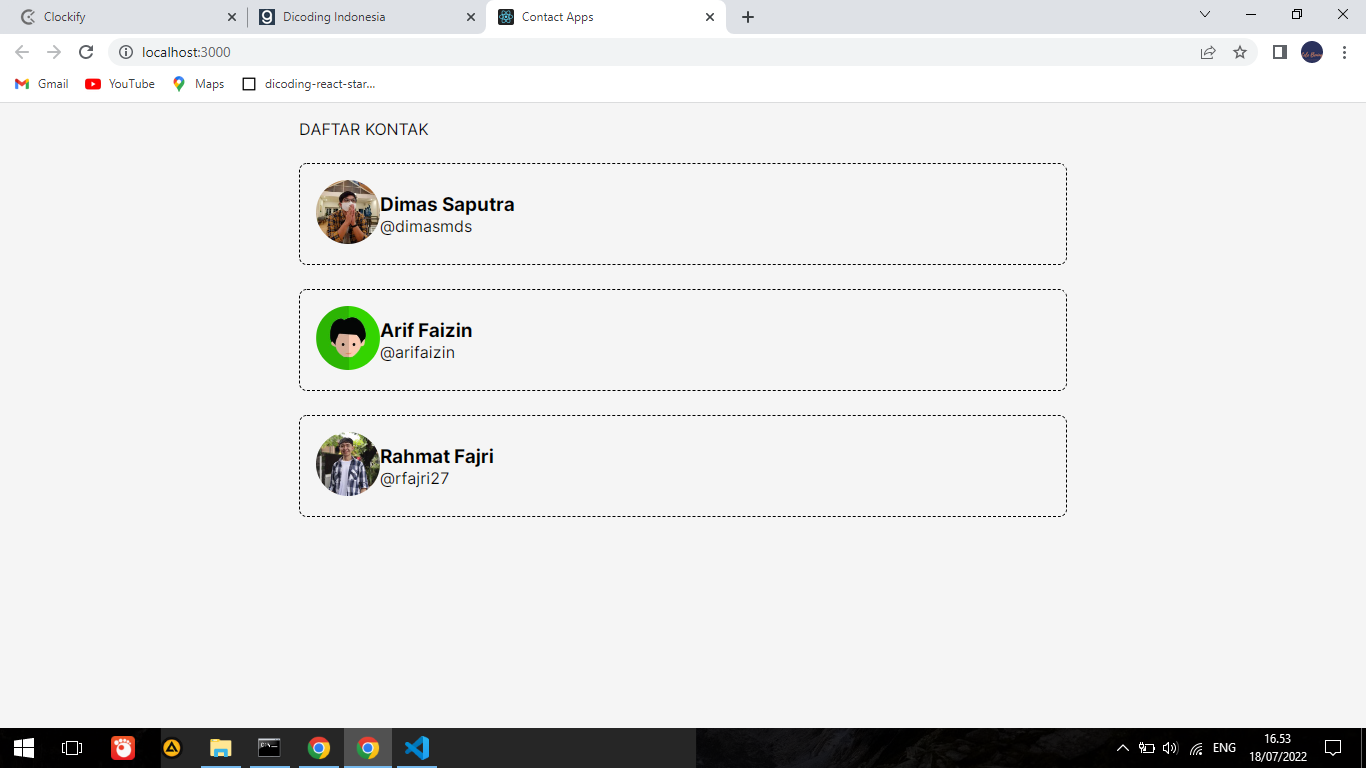 Clockify
Dicoding Indonesia
Contact Apps
localhost:3000
Gmail
YouTube
Maps
dicoding-react-star...
DAFTAR KONTAK
Dimas Saputra
@dimasmds
Arif Faizin
@arifaizin
Rahmat Fajri
@rfajri27
ENG
16.53
18/07/2022